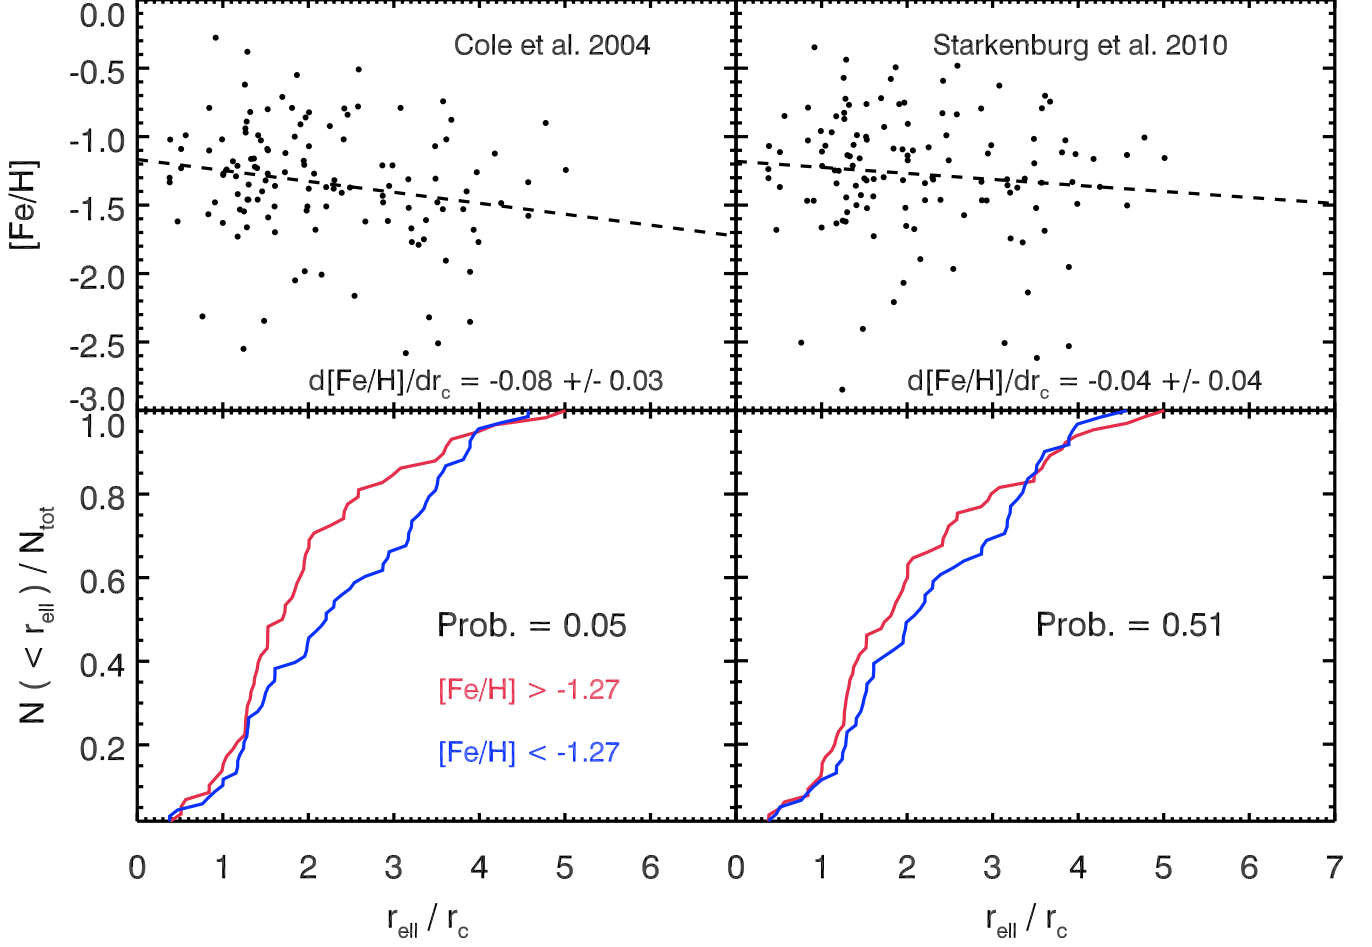 Cole et al. 2004
Starkenburg et al. 2010
0.0
-0.5
-1.0
-1.5
-2.0
-2.5
-3.0
[Fe/H]
d[Fe/H]/drc = -0.08 +/- 0.03
d[Fe/H]/drc = -0.04 +/- 0.04
1.0
0.8
0.6
0.4
0.2
N ( < rell ) / Ntot
Prob. = 0.05
[Fe/H] > -1.27
[Fe/H] < -1.27
Prob. = 0.51
0 1 2 3 4 5 6 0 1 2 3 4 5 6 7
rell / rc
rell / rc